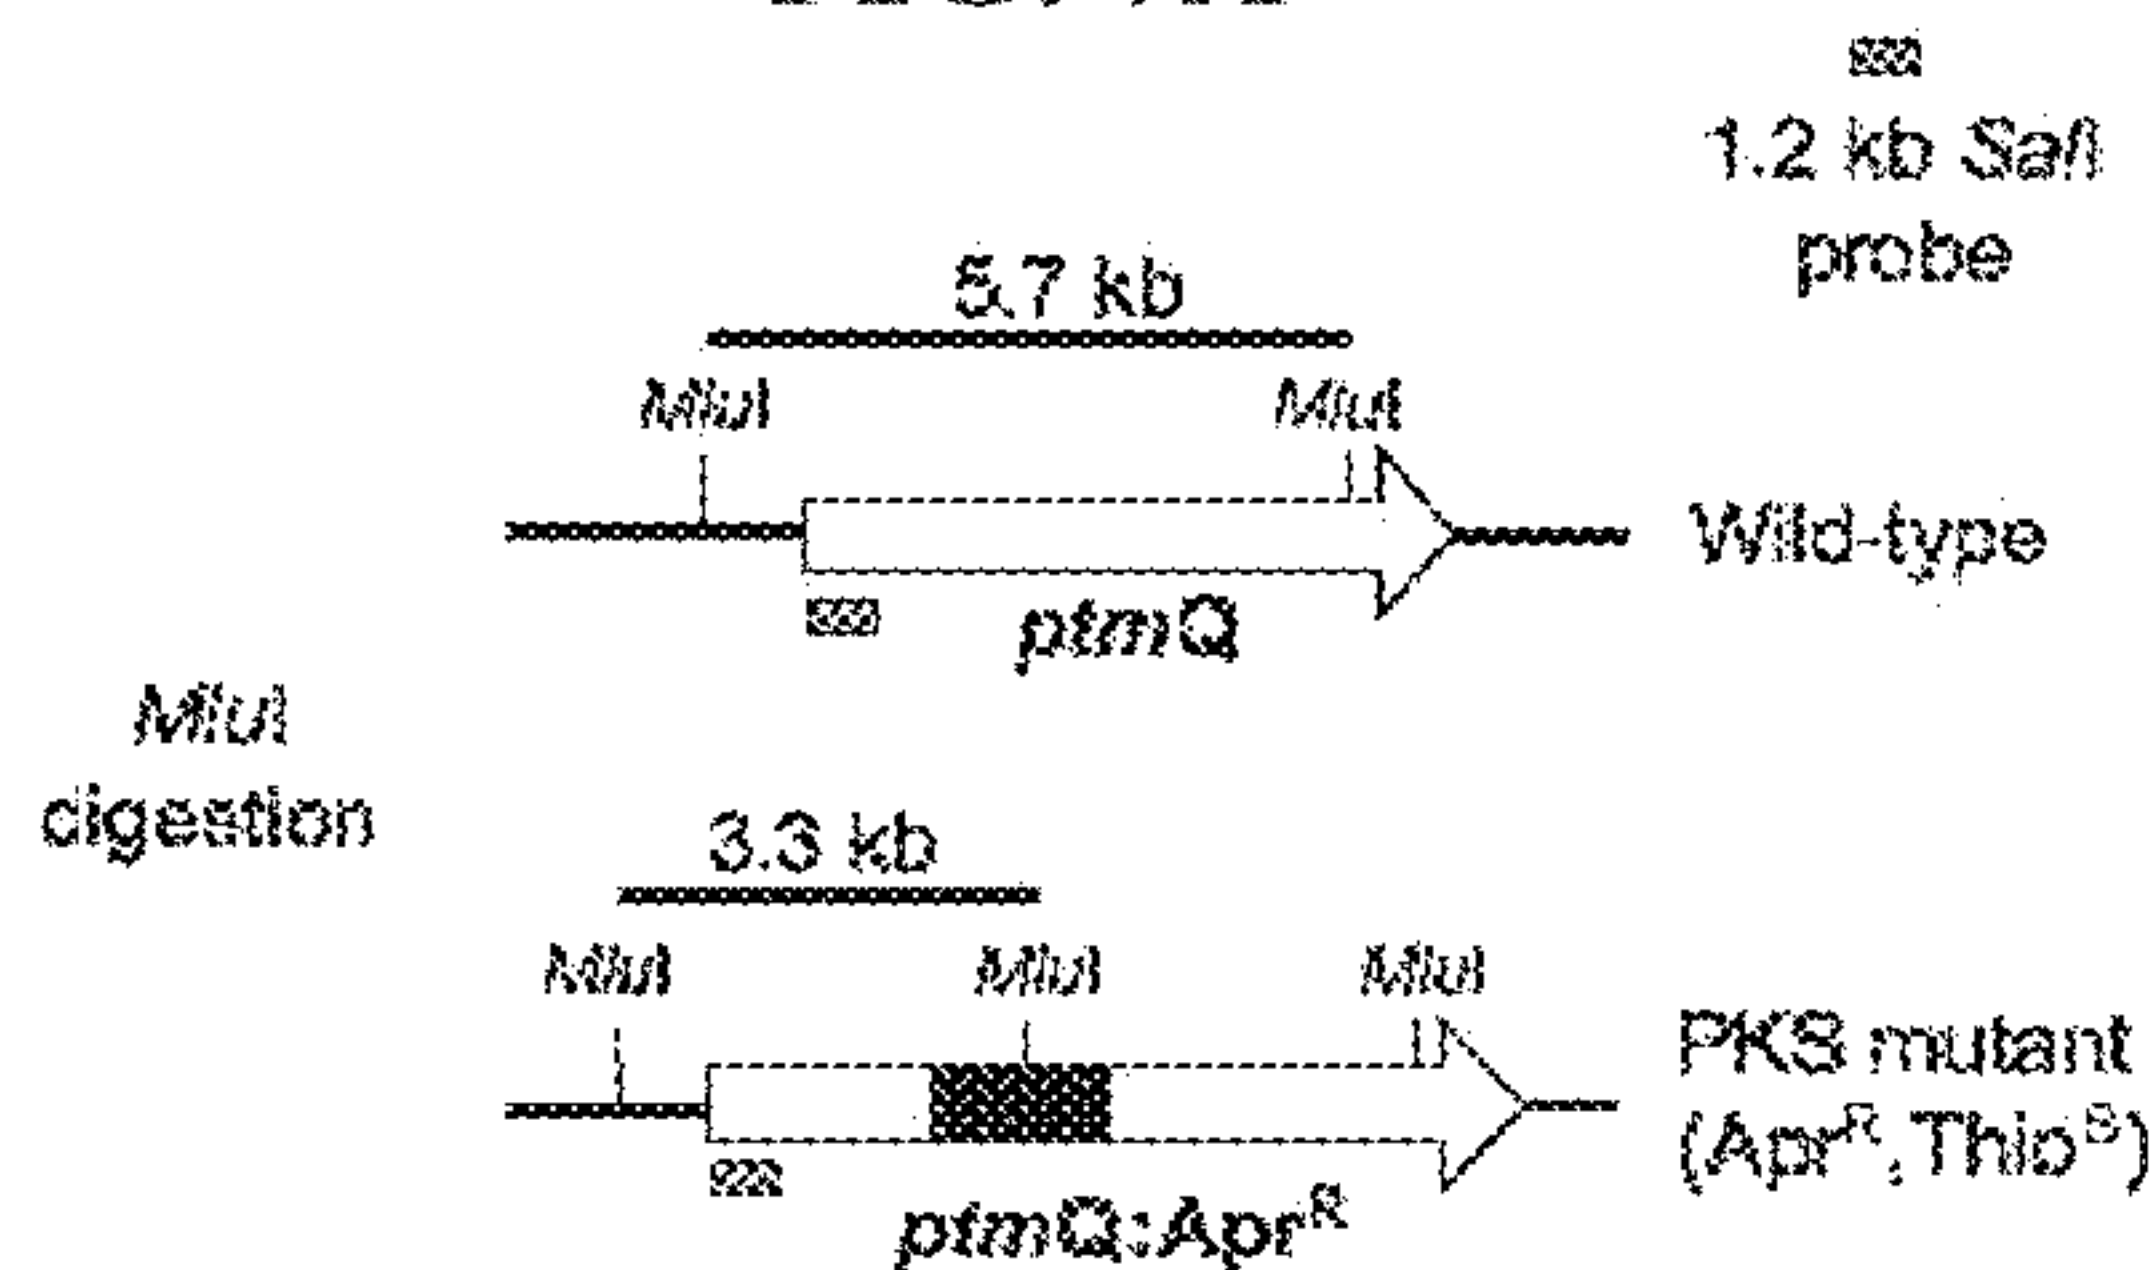 1.2 kb SalI
probe
5.7 kb
MluI
MluI
Wild-type
ptmQ
MluI
digestion
3.3 kb
MluI
MluI
MluI
PKS mutant
(Apr^R, Thio^S)
ptmQ:Apr^R